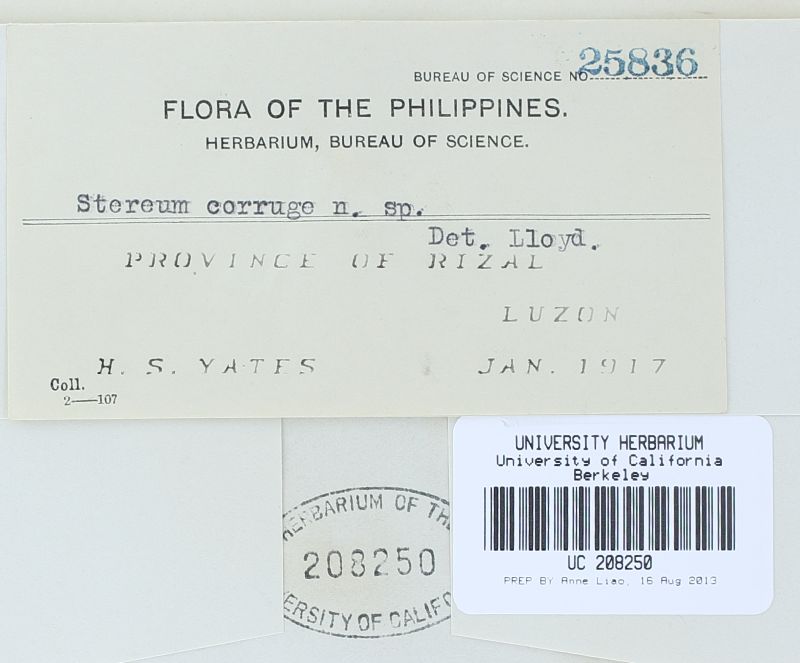 BUREAU OF SCIENCE NO. 25836
FLORA OF THE PHILIPPINES.
HERBARIUM, BUREAU OF SCIENCE.
Stereum corruge n. sp.
Det. Lloyd.
PROVINCE OF RIZAL
LUZON
H. S. YATES JAN. 1917
Coll.
2—107
UNIVERSITY HERBARIUM
University of California
Berkeley
UC 208250
PREP BY Anne Liao, 16 Aug 2013
HERBARIUM OF THE
208250
ERSITY OF CALIFO